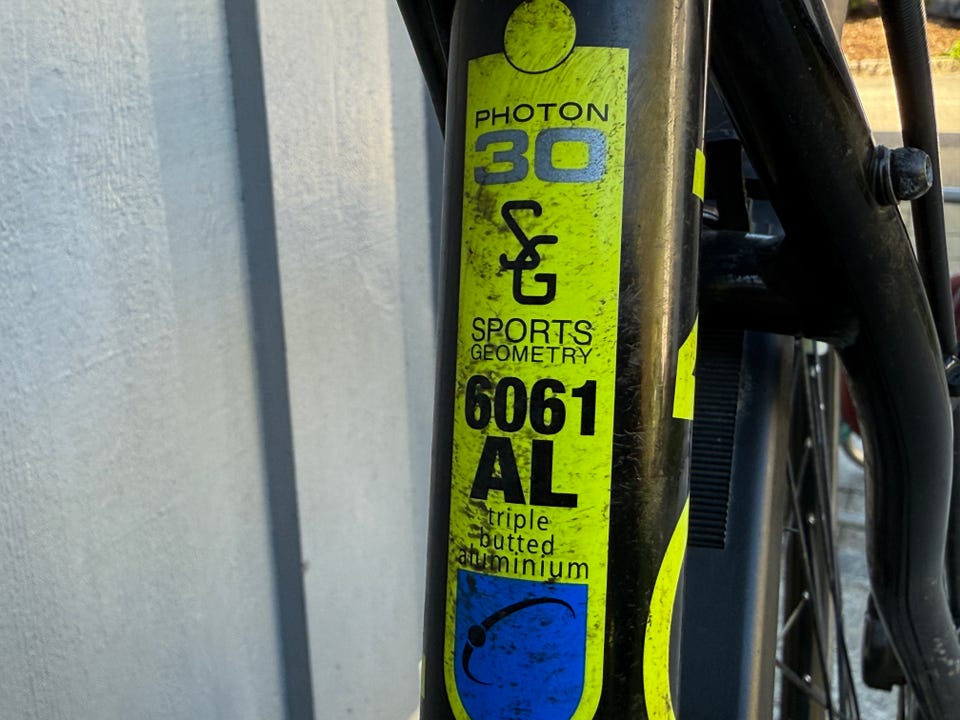 PHOTON
30
SG
SPORTS
GEOMETRY
6061
AL
triple
butted
aluminium